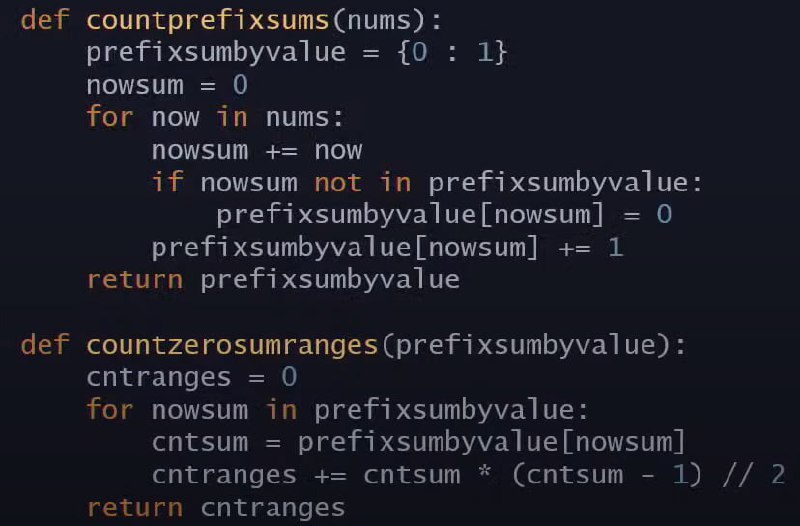 def countprefixsums(nums):
    prefixsumbyvalue = {0 : 1}
    nowsum = 0
    for now in nums:
        nowsum += now
        if nowsum not in prefixsumbyvalue:
            prefixsumbyvalue[nowsum] = 0
        prefixsumbyvalue[nowsum] += 1
    return prefixsumbyvalue

def countzerosumranges(prefixsumbyvalue):
    cntranges = 0
    for nowsum in prefixsumbyvalue:
        cntsum = prefixsumbyvalue[nowsum]
        cntranges += cntsum * (cntsum - 1) // 2
    return cntranges